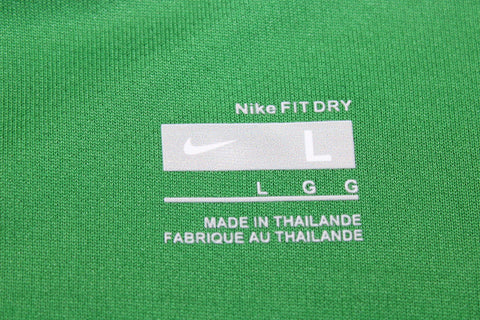 Nike FIT DRY
L
L G G
MADE IN THAILANDE
FABRIQUE AU THAILANDE